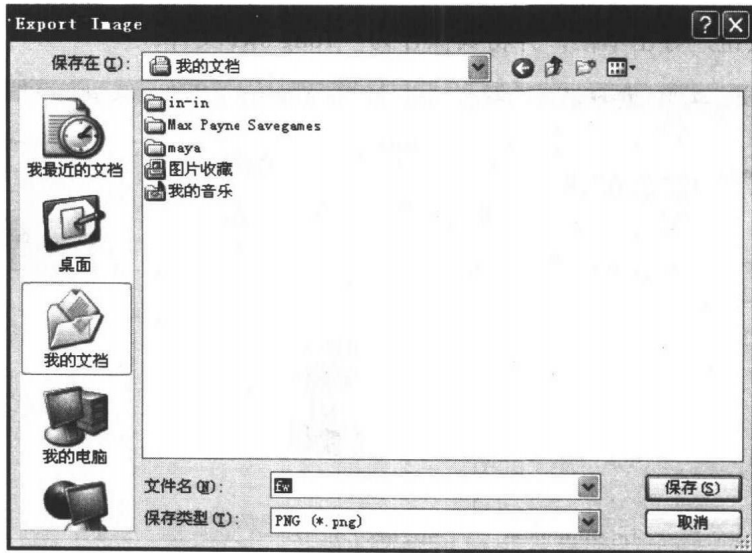 Export Image
保存在(I):
我的文档
in-in
Max Payne Savegames
maya
图片收藏
我的音乐
我最近的文档
桌面
我的文档
我的电脑
文件名(N):
fw
保存(S)
保存类型(T):
PNG (*.png)
取消